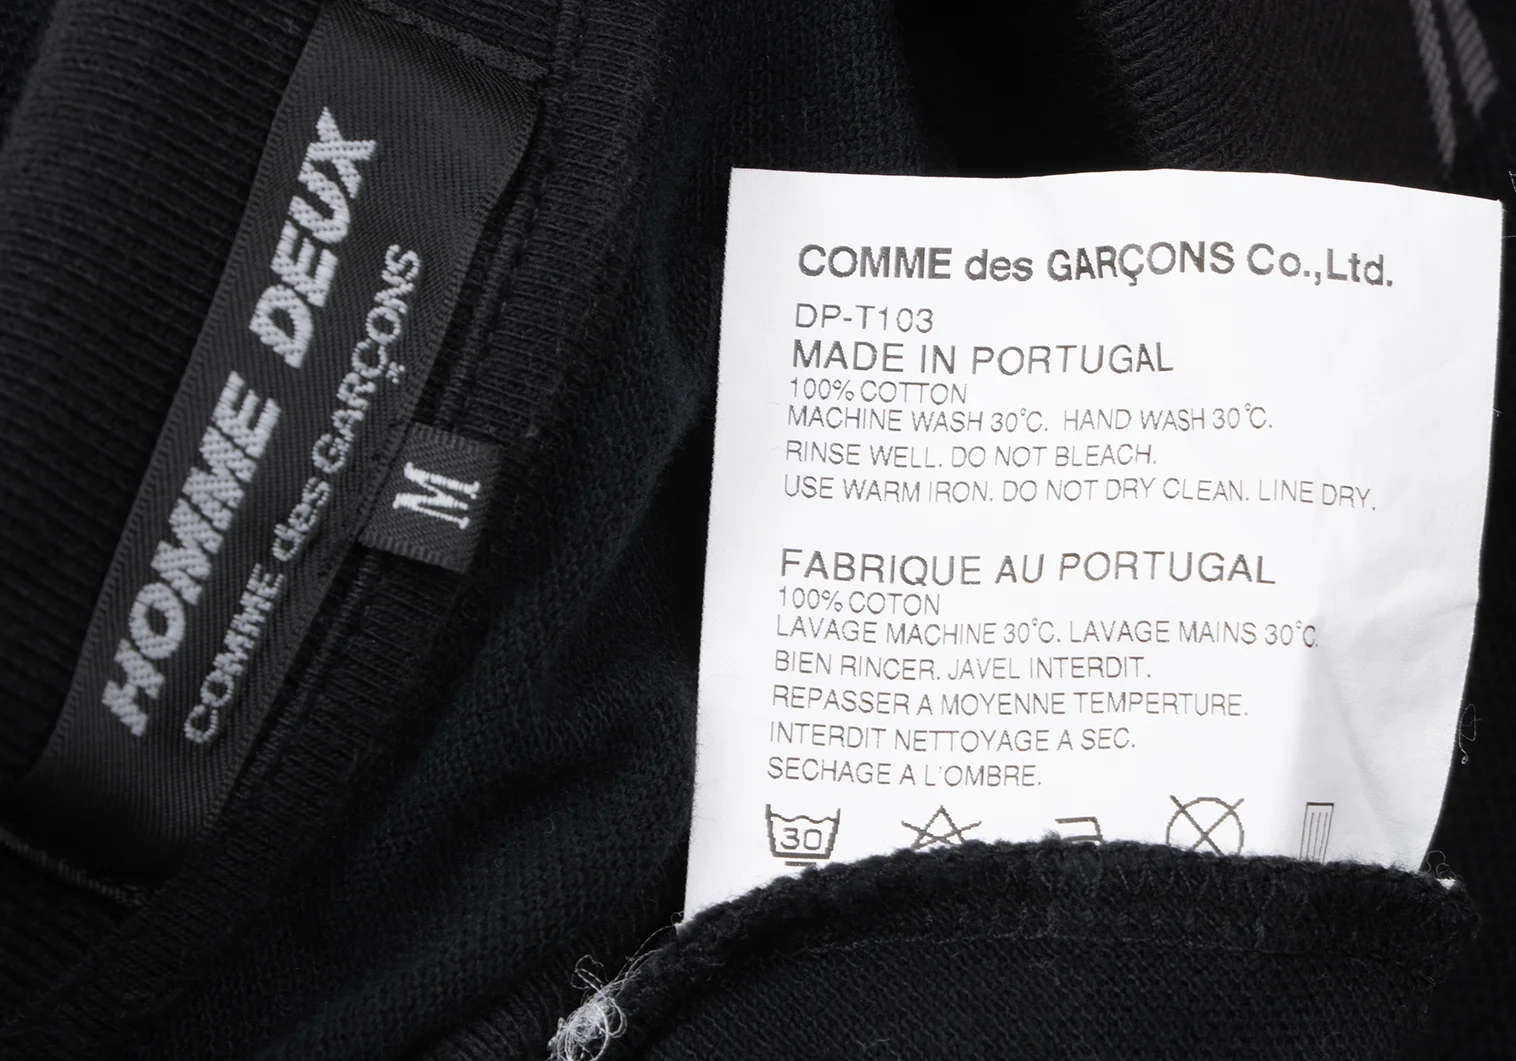 HOMME DEUX
COMME des GARÇONS
M
COMME des GARÇONS Co.,Ltd.
DP-T103
MADE IN PORTUGAL
100% COTTON
MACHINE WASH 30°C. HAND WASH 30°C.
RINSE WELL. DO NOT BLEACH.
USE WARM IRON. DO NOT DRY CLEAN. LINE DRY.
FABRIQUE AU PORTUGAL
100% COTON
LAVAGE MACHINE 30°C. LAVAGE MAINS 30°C.
BIEN RINCER. JAVEL INTERDIT.
REPASSER A MOYENNE TEMPERTURE.
INTERDIT NETTOYAGE A SEC.
SECHAGE A L'OMBRE.
30